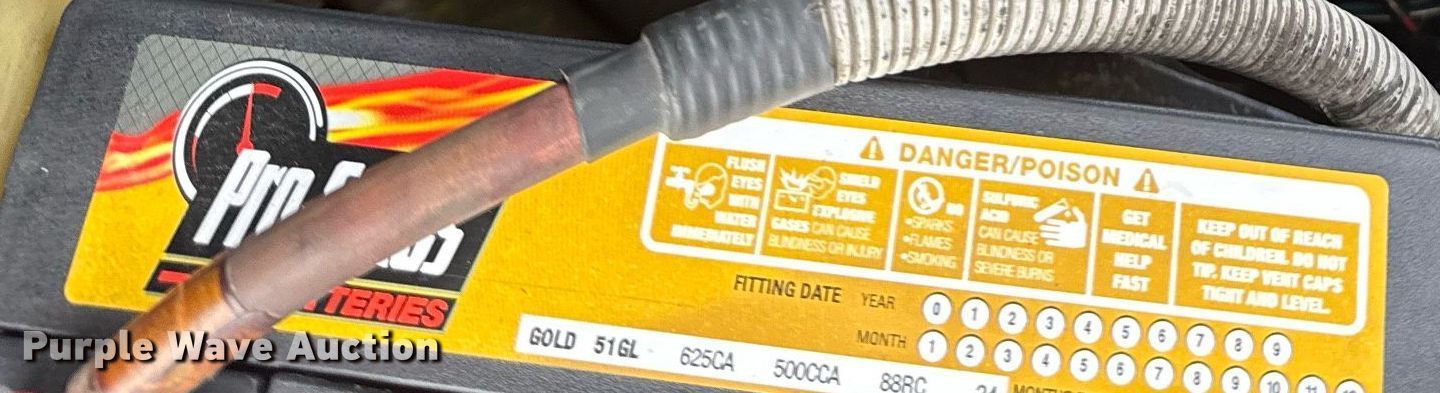 Pro
TTERIES
⚠ DANGER/POISON ⚠
FLUSH
EYES
WITH
WATER
IMMEDIATELY
SHIELD
EYES
EXPLOSIVE
GASES CAN CAUSE
BLINDNESS OR INJURY
NO
•SPARKS
•FLAMES
•SMOKING
SULFURIC
ACID
CAN CAUSE
BLINDNESS OR
SEVERE BURNS
GET
MEDICAL
HELP
FAST
KEEP OUT OF REACH
OF CHILDREN. DO NOT
TIP. KEEP VENT CAPS
TIGHT AND LEVEL.
FITTING DATE YEAR 0 1 2 3 4 5 6 7 8 9
MONTH 1 2 3 4 5 6 7 8 9 10 11 12
GOLD 51GL 625CA 500CCA 88RC 24
Purple Wave Auction